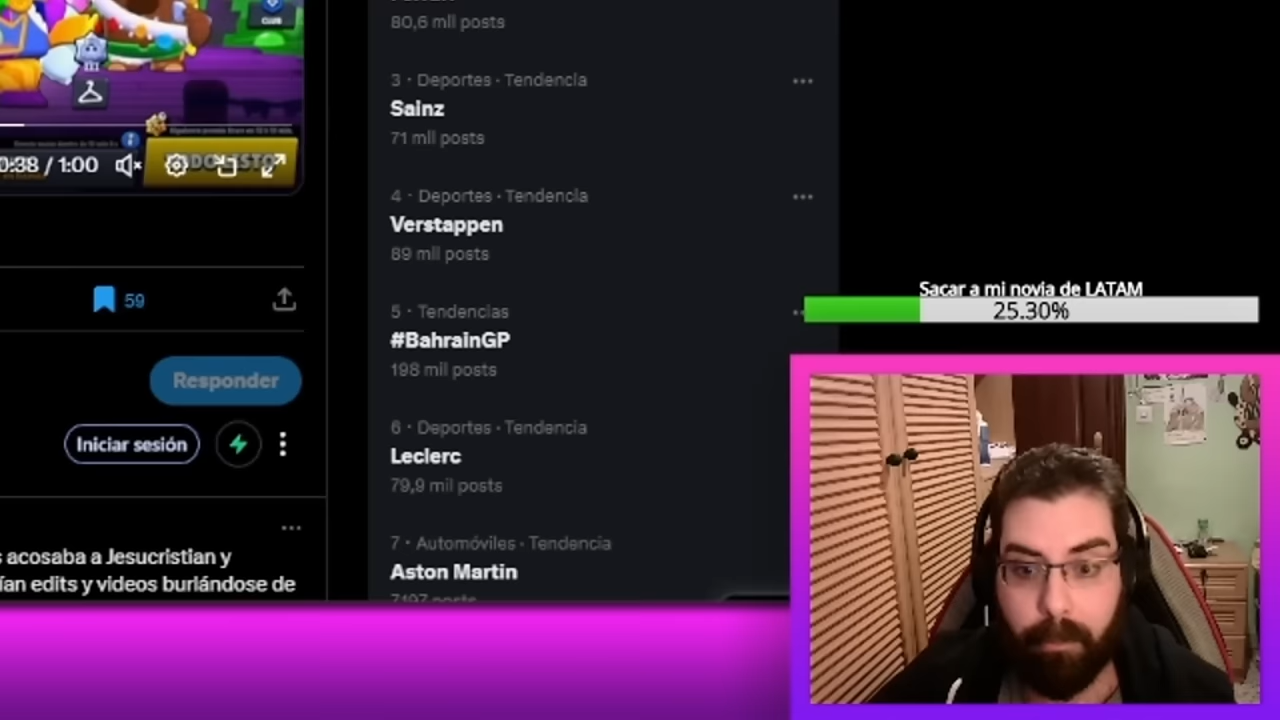 CLUB
0:38 / 1:00
59
Responder
Iniciar sesión
acosaba a Jesucristian y
ían edits y videos burlándose de
80,6 mil posts
3 · Deportes · Tendencia
Sainz
71 mil posts
4 · Deportes · Tendencia
Verstappen
89 mil posts
5 · Tendencias
#BahrainGP
198 mil posts
6 · Deportes · Tendencia
Leclerc
79,9 mil posts
7 · Automóviles · Tendencia
Aston Martin
7197 posts
Sacar a mi novia de LATAM
25.30%